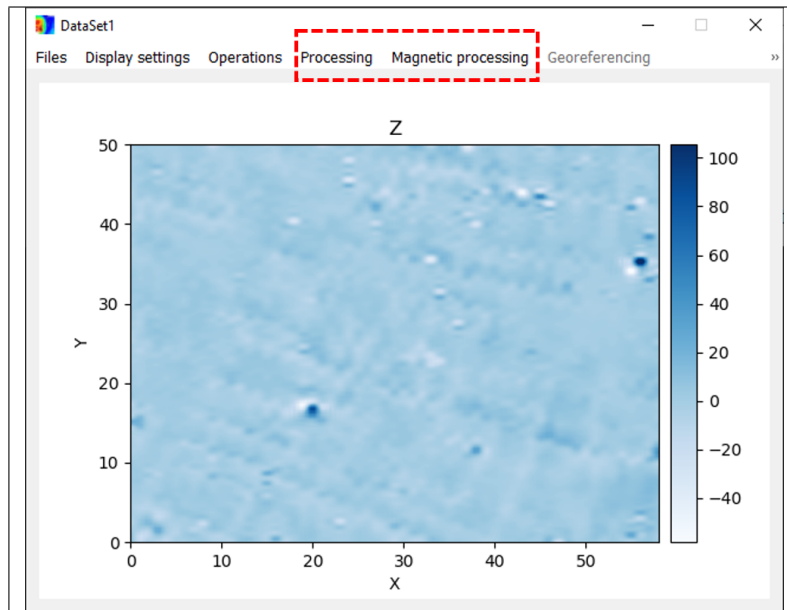 DataSet1
Files Display settings Operations Processing Magnetic processing Georeferencing »
Z
50
40
30
20
10
0
Y
0 10 20 30 40 50
X
100
80
60
40
20
0
−20
−40